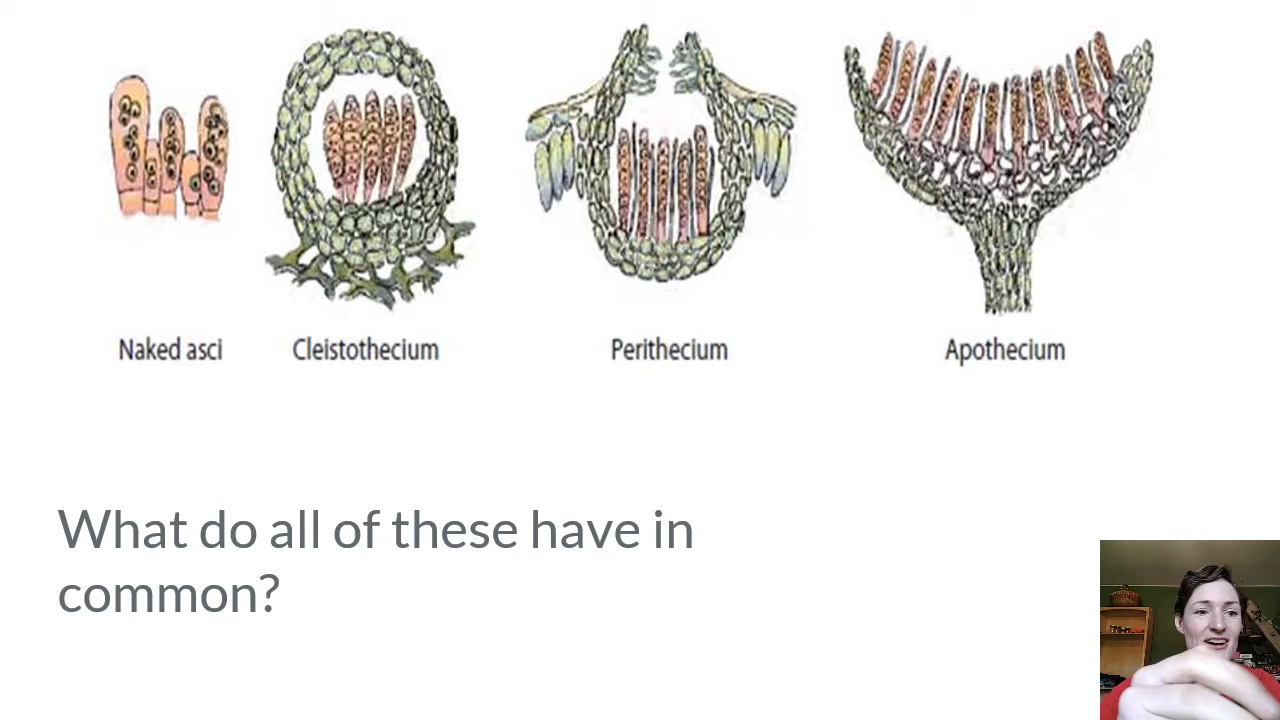 Naked asci
Cleistothecium
Perithecium
Apothecium
What do all of these have in
common?